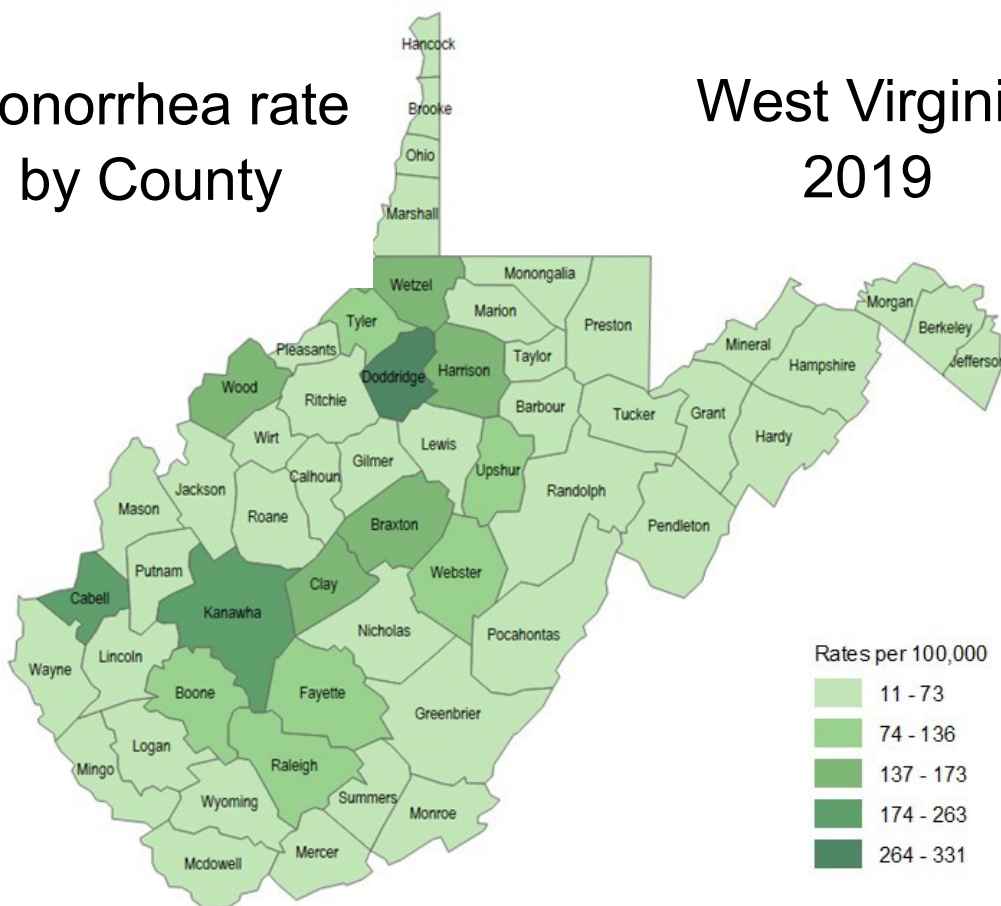 onorrhea rate
by County
West Virgini
2019
Hancock
Brooke
Ohio
Marshall
Wetzel
Monongalia
Marion
Preston
Tyler
Pleasants
Doddridge
Harrison
Taylor
Morgan
Berkeley
Jefferson
Mineral
Hampshire
Wood
Ritchie
Barbour
Tucker
Grant
Hardy
Wirt
Lewis
Gilmer
Calhoun
Upshur
Jackson
Roane
Randolph
Mason
Braxton
Pendleton
Putnam
Clay
Webster
Cabell
Kanawha
Nicholas
Pocahontas
Wayne
Lincoln
Boone
Fayette
Greenbrier
Logan
Mingo
Raleigh
Wyoming
Summers
Monroe
Mcdowell
Mercer
Rates per 100,000
11 - 73
74 - 136
137 - 173
174 - 263
264 - 331